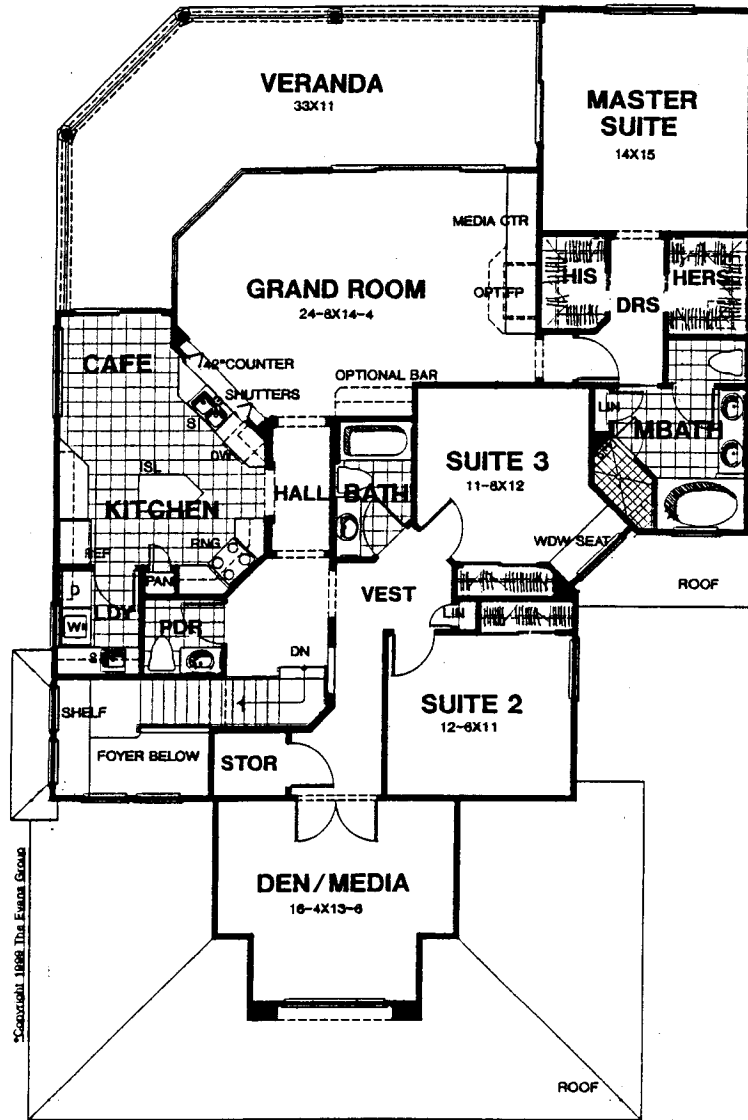 VERANDA
33X11
MASTER
SUITE
14X15
MEDIA CTR
HIS
HERS
GRAND ROOM
24-8X14-4
OPT FP
DRS
CAFE
42"COUNTER
SHUTTERS
OPTIONAL BAR
S
DW
LIN
MBATH
SUITE 3
11-8X12
ISL
KITCHEN
HALL
BATH
WDW SEAT
REF
RNG
PAN
ROOF
D
LDY
W
PDR
VEST
LIN
S
DN
SHELF
SUITE 2
12-6X11
FOYER BELOW
STOR
DEN/MEDIA
16-4X13-6
©Copyright 1999 The Evans Group
ROOF